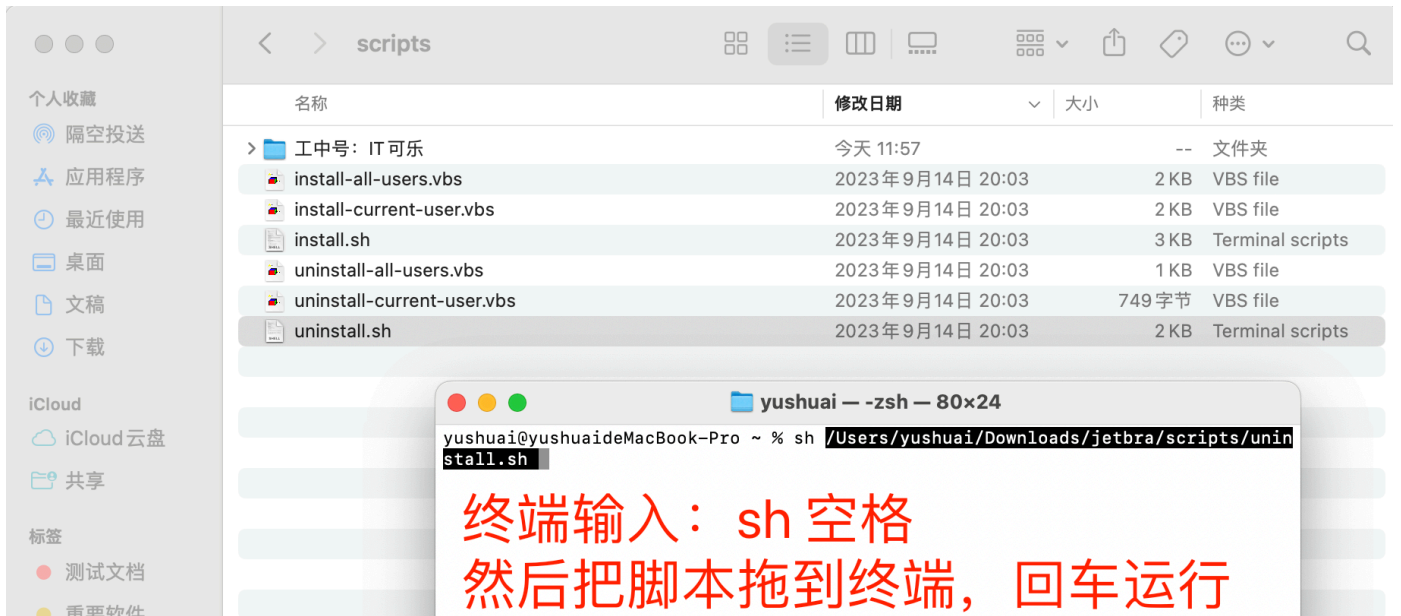 scripts
个人收藏
隔空投送
应用程序
最近使用
桌面
文稿
下载
iCloud
iCloud云盘
共享
标签
测试文档
重要软件
名称 修改日期 大小 种类
工中号：IT可乐 今天 11:57 -- 文件夹
install-all-users.vbs 2023年9月14日 20:03 2 KB VBS file
install-current-user.vbs 2023年9月14日 20:03 2 KB VBS file
install.sh 2023年9月14日 20:03 3 KB Terminal scripts
uninstall-all-users.vbs 2023年9月14日 20:03 1 KB VBS file
uninstall-current-user.vbs 2023年9月14日 20:03 749 字节 VBS file
uninstall.sh 2023年9月14日 20:03 2 KB Terminal scripts
yushuai — -zsh — 80×24
yushuai@yushuaideMacBook-Pro ~ % sh /Users/yushuai/Downloads/jetbra/scripts/unin
stall.sh
终端输入：sh 空格
然后把脚本拖到终端，回车运行